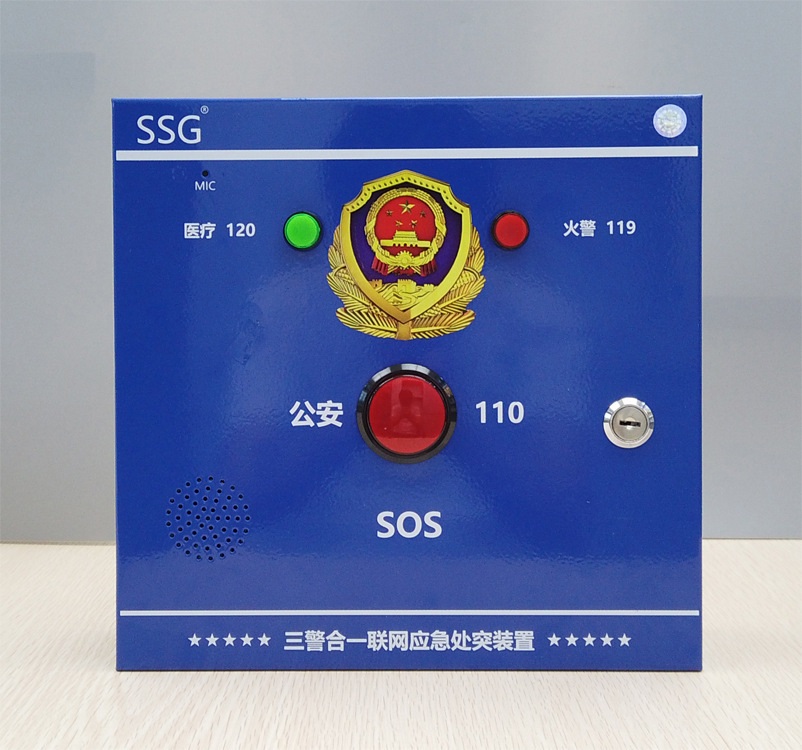 SSG®
MIC
医疗 120 火警 119
公安 110
SOS
★★★★★ 三警合一联网应急处突装置 ★★★★★